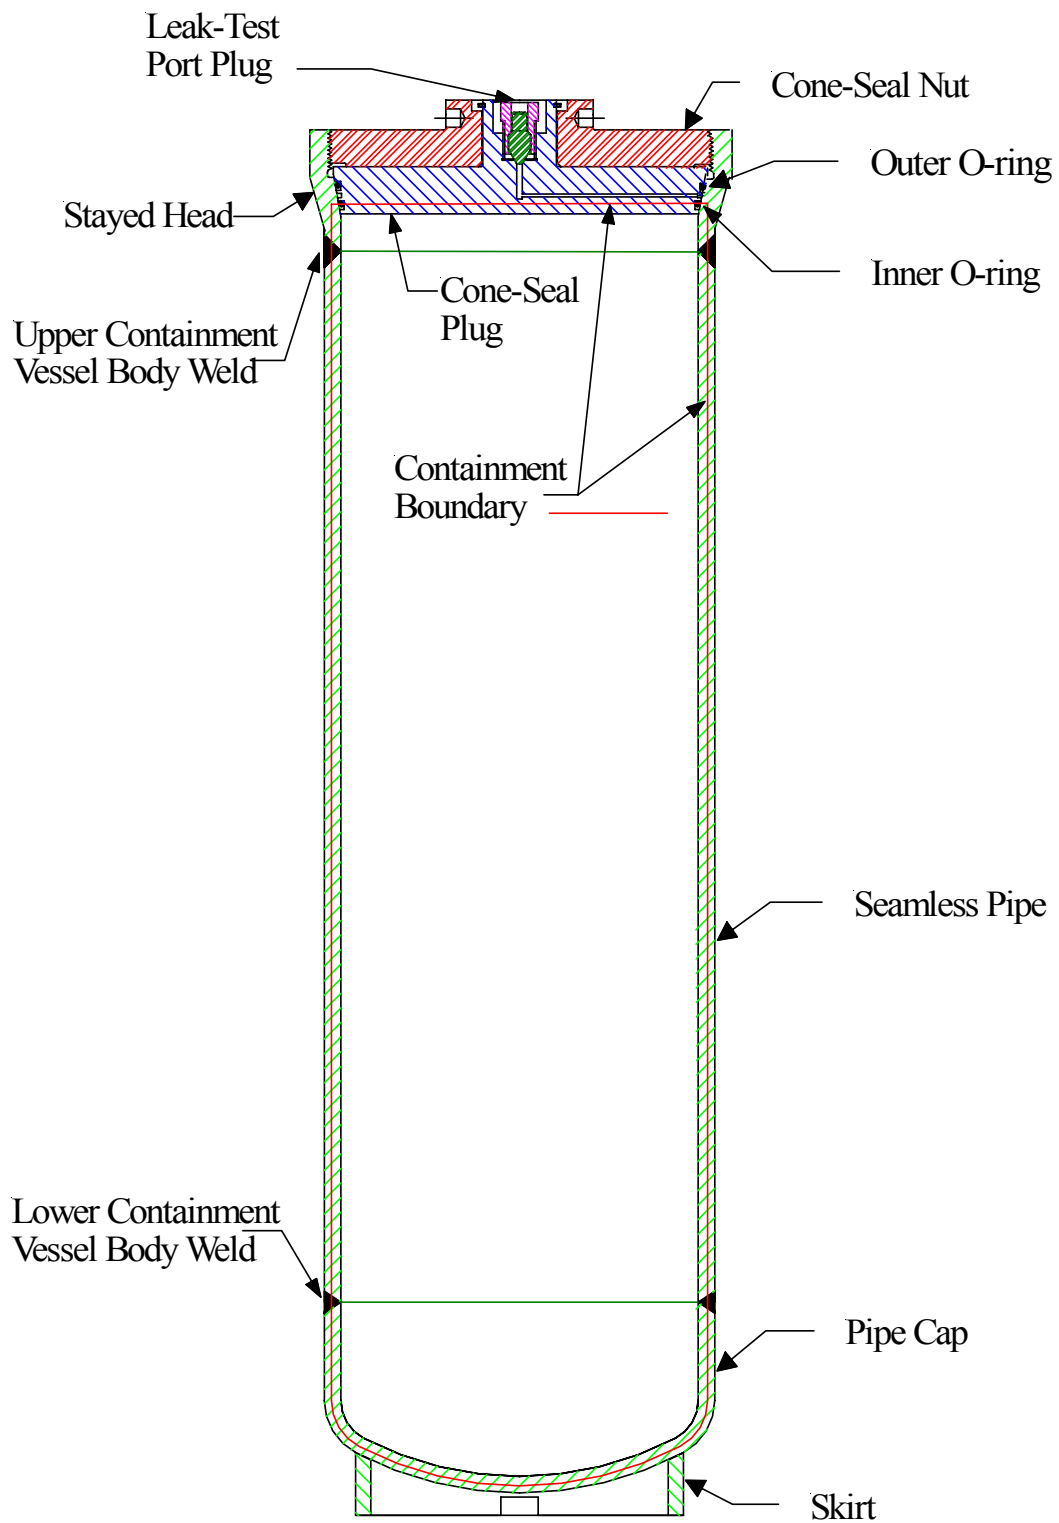 Leak-Test
Port Plug
Cone-Seal Nut
Outer O-ring
Stayed Head
Inner O-ring
Cone-Seal
Plug
Upper Containment
Vessel Body Weld
Containment
Boundary
Seamless Pipe
Lower Containment
Vessel Body Weld
Pipe Cap
Skirt